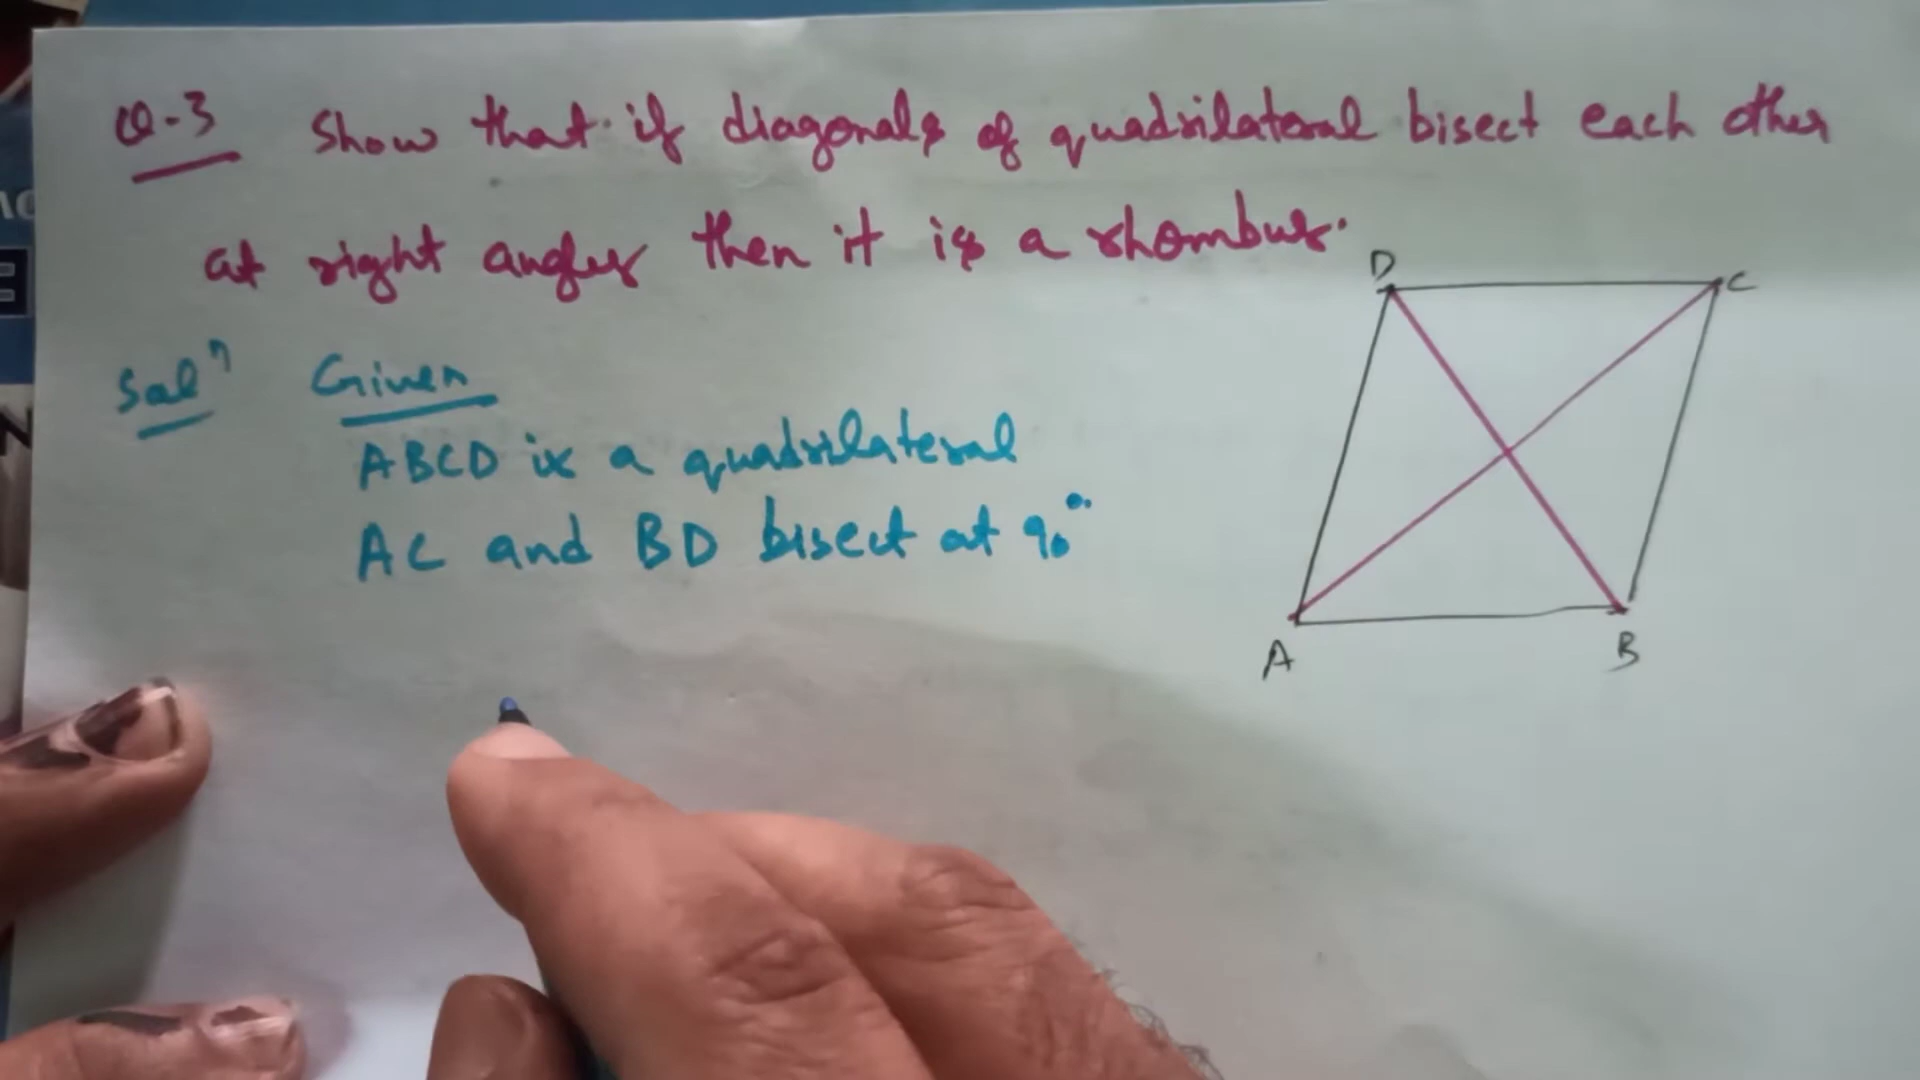 Q-3 Show that if diagonals of quadrilateral bisect each other
at right angles then it is a rhombus.
Solⁿ Given
ABCD is a quadrilateral
AC and BD bisect at 90°
D C
A B